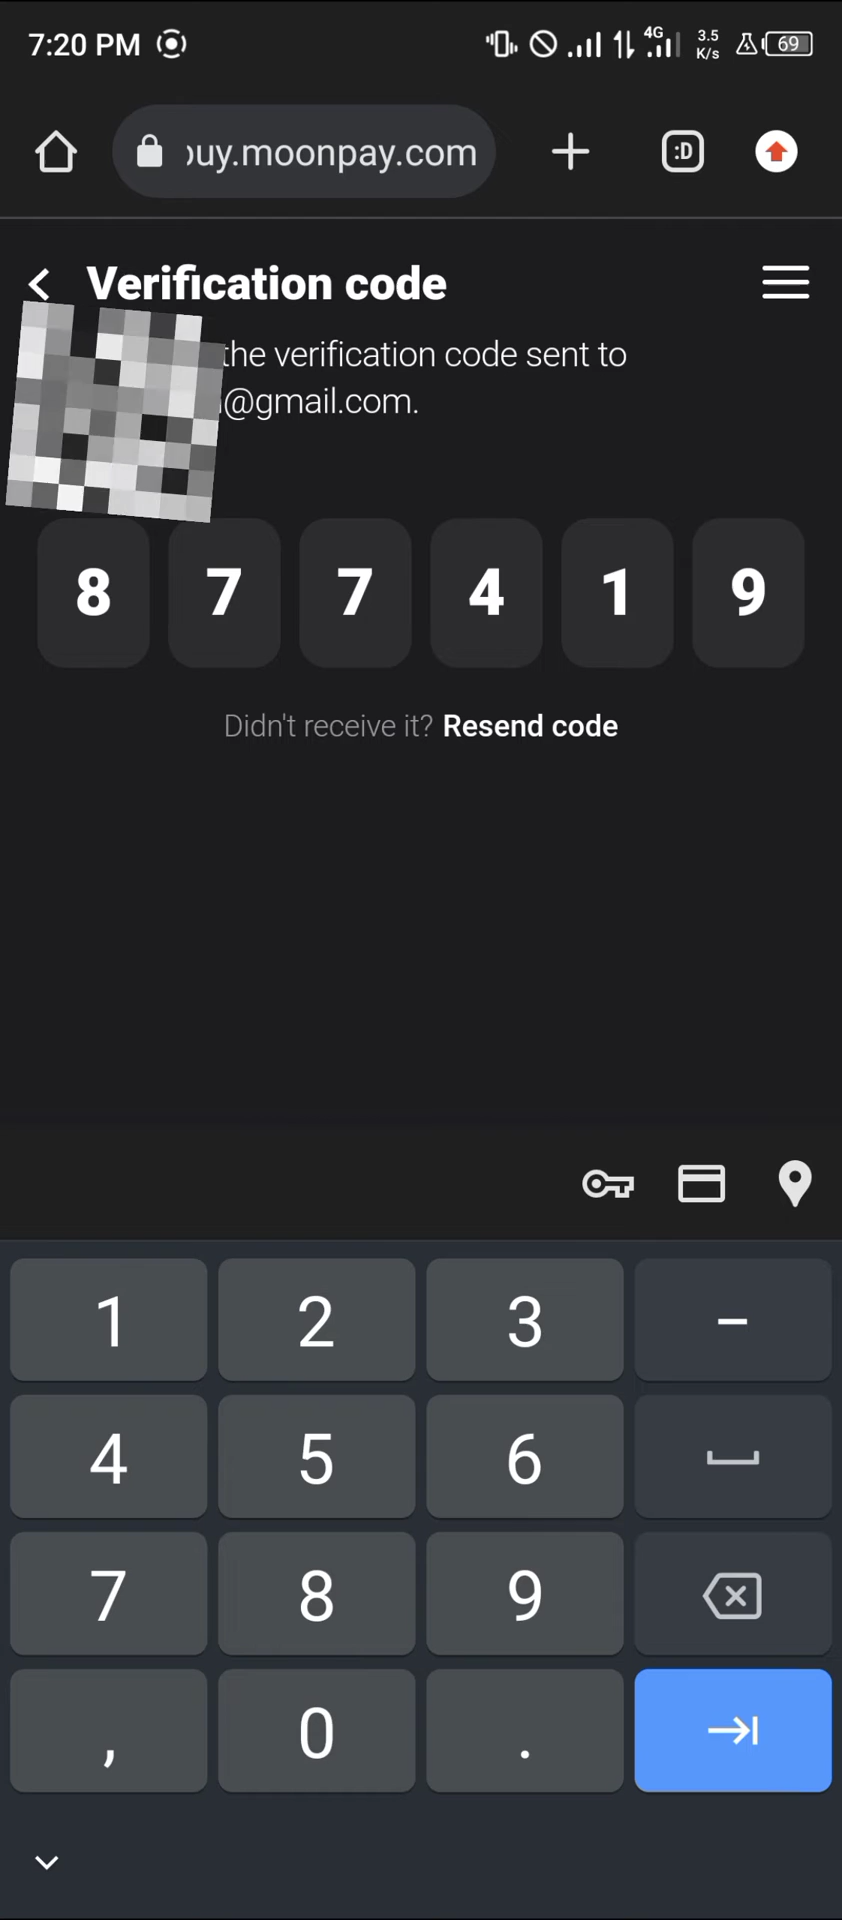 7:20 PM
4G
3.5
K/s
69
buy.moonpay.com
:D
Verification code
the verification code sent to
@gmail.com.
8 7 7 4 1 9
Didn't receive it? Resend code
1 2 3 -
4 5 6
7 8 9
, 0 .